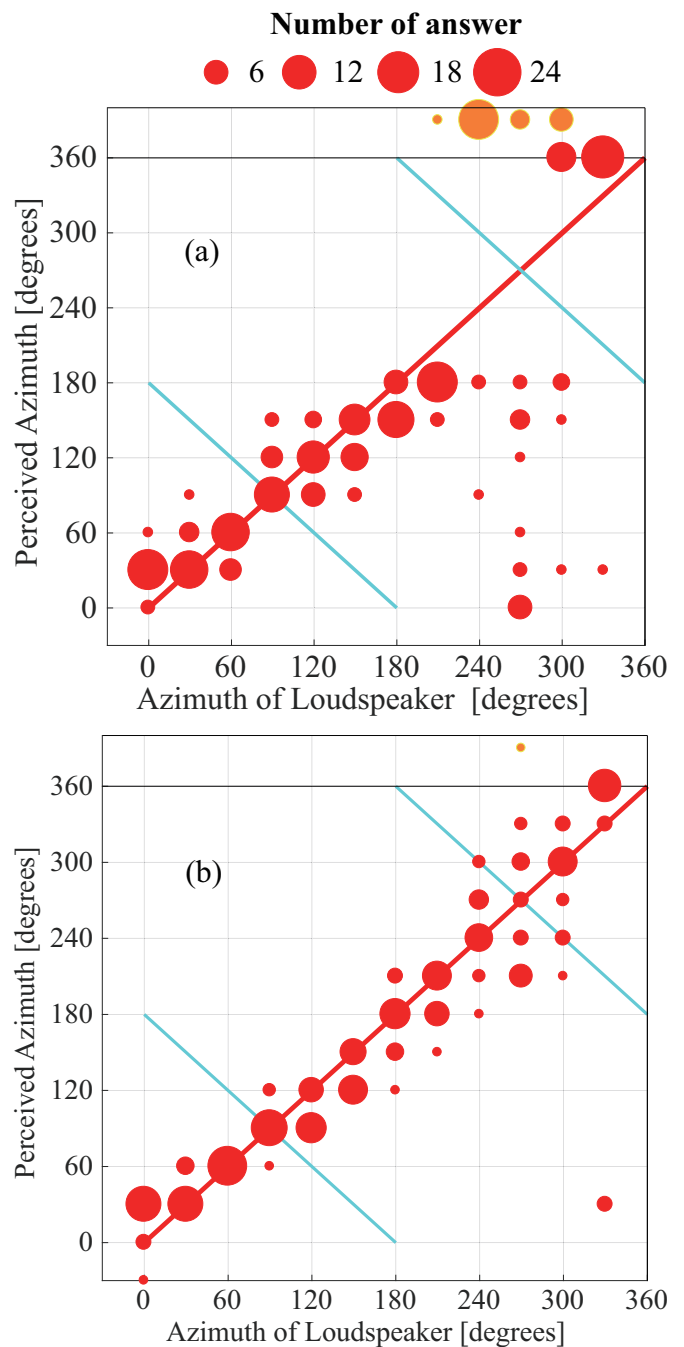 Number of answer
6 12 18 24
360
300
(a)
240
180
120
60
0
Perceived Azimuth [degrees]
0 60 120 180 240 300 360
Azimuth of Loudspeaker [degrees]
360
300
(b)
240
180
120
60
0
Perceived Azimuth [degrees]
0 60 120 180 240 300 360
Azimuth of Loudspeaker [degrees]